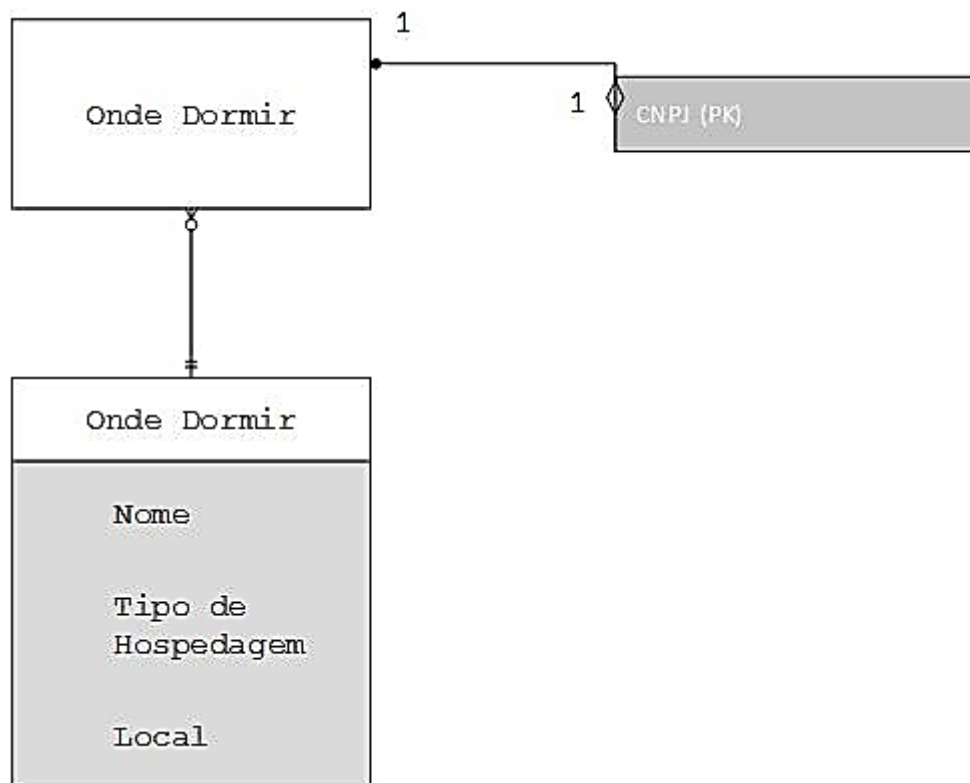 1
Onde Dormir
1
CNPJ (PK)
Onde Dormir
Nome
Tipo de
Hospedagem
Local